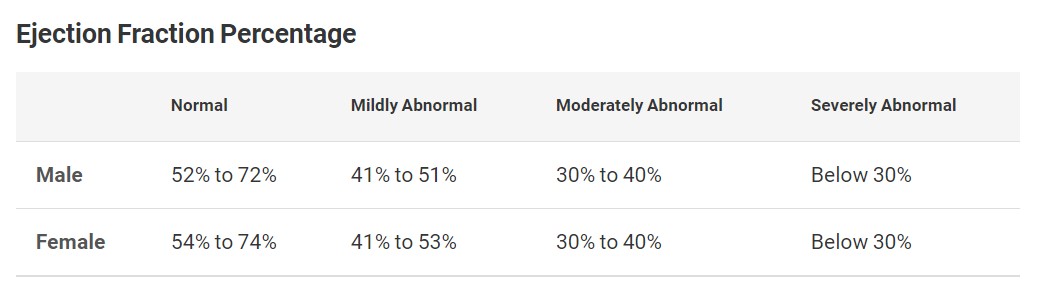 Ejection Fraction Percentage
Normal Mildly Abnormal Moderately Abnormal Severely Abnormal
Male 52% to 72% 41% to 51% 30% to 40% Below 30%
Female 54% to 74% 41% to 53% 30% to 40% Below 30%